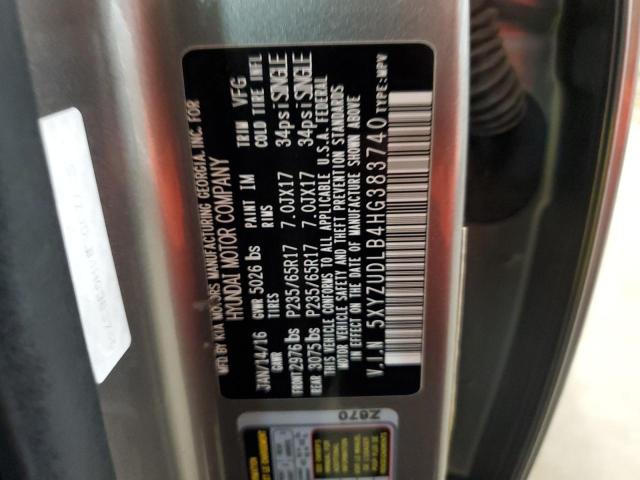 MFD BY KIA MOTORS MANUFACTURING GEORGIA, INC. FOR
HYUNDAI MOTOR COMPANY
JAN/14/16 PAINT IM TRIM VFG
GWR GVWR 5026 lbs TIRES RIMS COLD TIRE INFL
FRONT 2976 lbs P235/65R17 7.0JX17 34psi SINGLE
REAR 3075 lbs P235/65R17 7.0JX17 34psi SINGLE
THIS VEHICLE CONFORMS TO ALL APPLICABLE U.S.A. FEDERAL
MOTOR VEHICLE SAFETY AND THEFT PREVENTION STANDARDS
IN EFFECT ON THE DATE OF MANUFACTURE SHOWN ABOVE.
V.I.N 5XYZUDLB4HG383740 TYPE:MPV
Z870